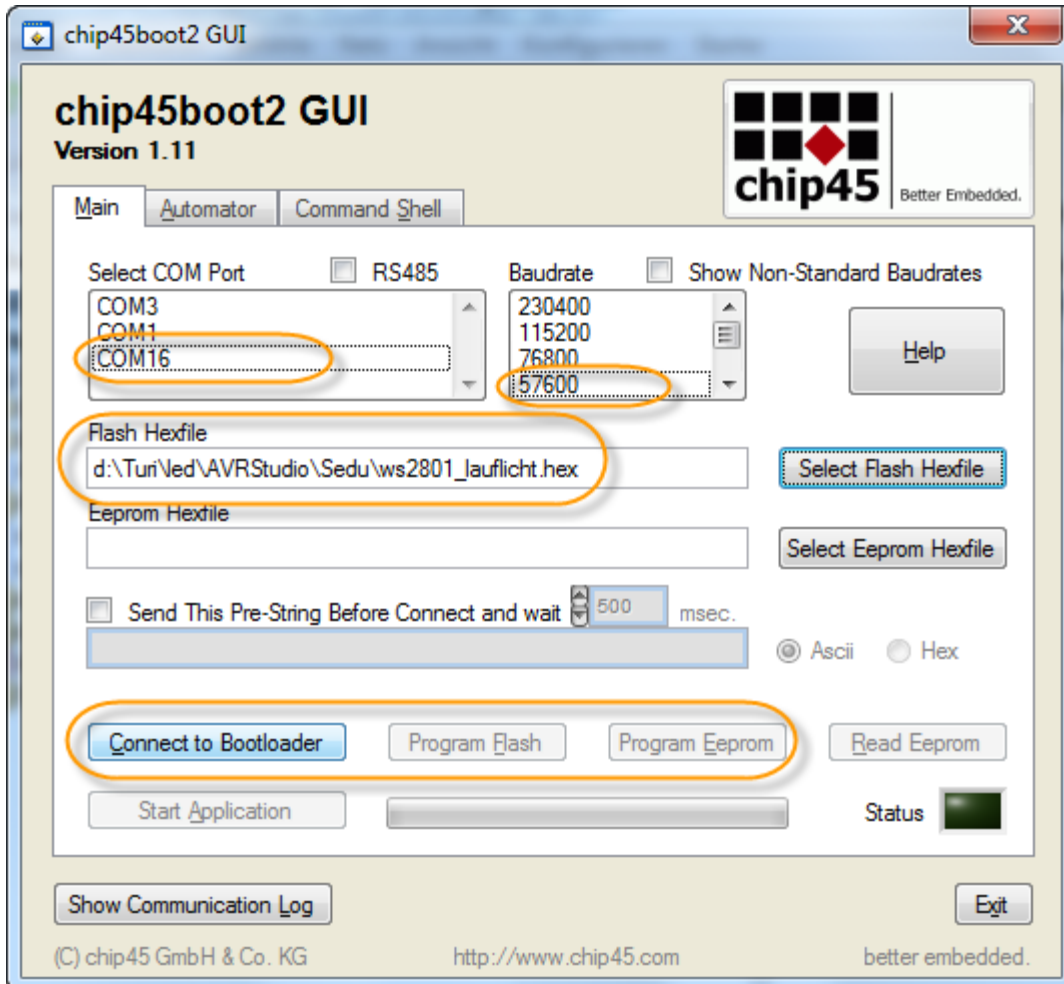 chip45boot2 GUI
chip45boot2 GUI
Version 1.11
chip45
Better Embedded.
Main Automator Command Shell
Select COM Port RS485 Baudrate Show Non-Standard Baudrates
COM3 230400
COM1 115200
COM16 76800
57600
Help
Flash Hexfile
d:\Turi\led\AVRStudio\Sedu\ws2801_lauflicht.hex Select Flash Hexfile
Eeprom Hexfile
Select Eeprom Hexfile
Send This Pre-String Before Connect and wait 500 msec.
Ascii Hex
Connect to Bootloader Program Flash Program Eeprom Read Eeprom
Start Application Status
Show Communication Log Exit
(C) chip45 GmbH & Co. KG http://www.chip45.com better embedded.